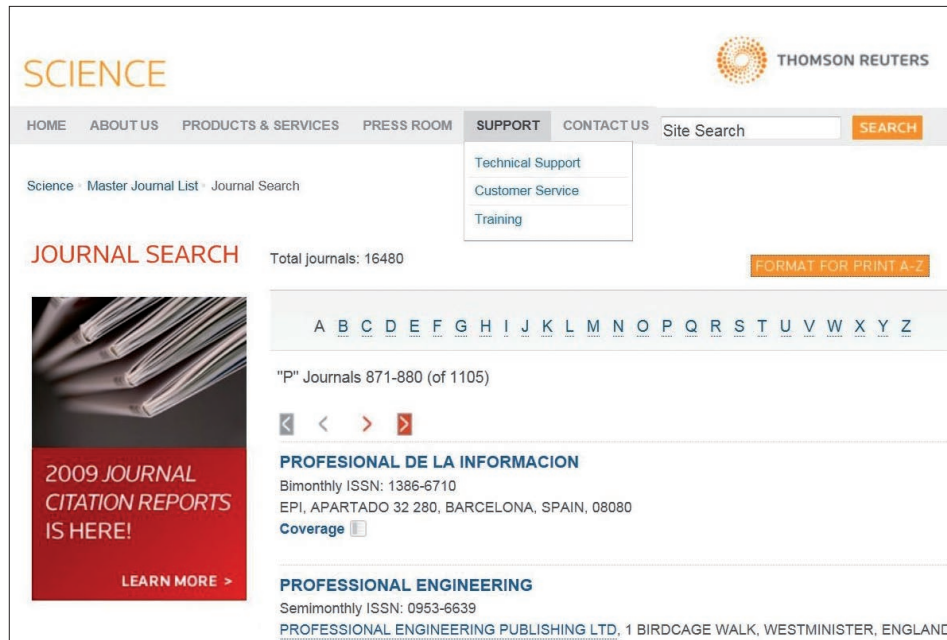 SCIENCE
THOMSON REUTERS
HOME ABOUT US PRODUCTS & SERVICES PRESS ROOM SUPPORT CONTACT US Site Search SEARCH
Technical Support
Customer Service
Training
Science Master Journal List Journal Search
JOURNAL SEARCH
Total journals: 16480
FORMAT FOR PRINT A-Z
A B C D E F G H I J K L M N O P Q R S T U V W X Y Z
"P" Journals 871-880 (of 1105)
2009 JOURNAL
CITATION REPORTS
IS HERE!
LEARN MORE >
PROFESIONAL DE LA INFORMACION
Bimonthly ISSN: 1386-6710
EPI, APARTADO 32 280, BARCELONA, SPAIN, 08080
Coverage
PROFESSIONAL ENGINEERING
Semimonthly ISSN: 0953-6639
PROFESSIONAL ENGINEERING PUBLISHING LTD, 1 BIRDCAGE WALK, WESTMINISTER, ENGLAND